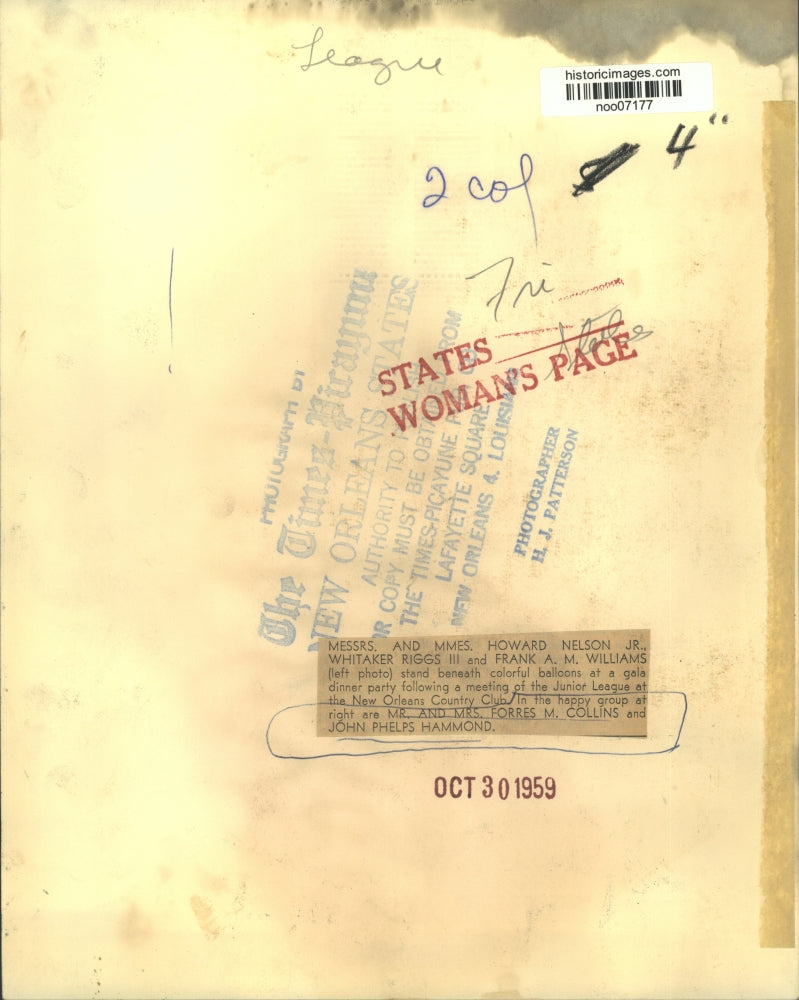 League
historicimages.com
noo07177
2 col 4"
Fri
States
STATES
WOMAN'S PAGE
PHOTOGRAPH BY
The Times-Picayune
NEW ORLEANS STATES
AUTHORITY TO
OR COPY MUST BE OBTAINED FROM
THE TIMES-PICAYUNE
LAFAYETTE SQUARE
NEW ORLEANS 4, LOUISIANA
PHOTOGRAPHER
H. J. PATTERSON
MESSRS. AND MMES. HOWARD NELSON JR.,
WHITAKER RIGGS III and FRANK A. M. WILLIAMS
(left photo) stand beneath colorful balloons at a gala
dinner party following a meeting of the Junior League at
the New Orleans Country Club. In the happy group at
right are MR. AND MRS. FORRES M. COLLINS and
JOHN PHELPS HAMMOND.
OCT 30 1959